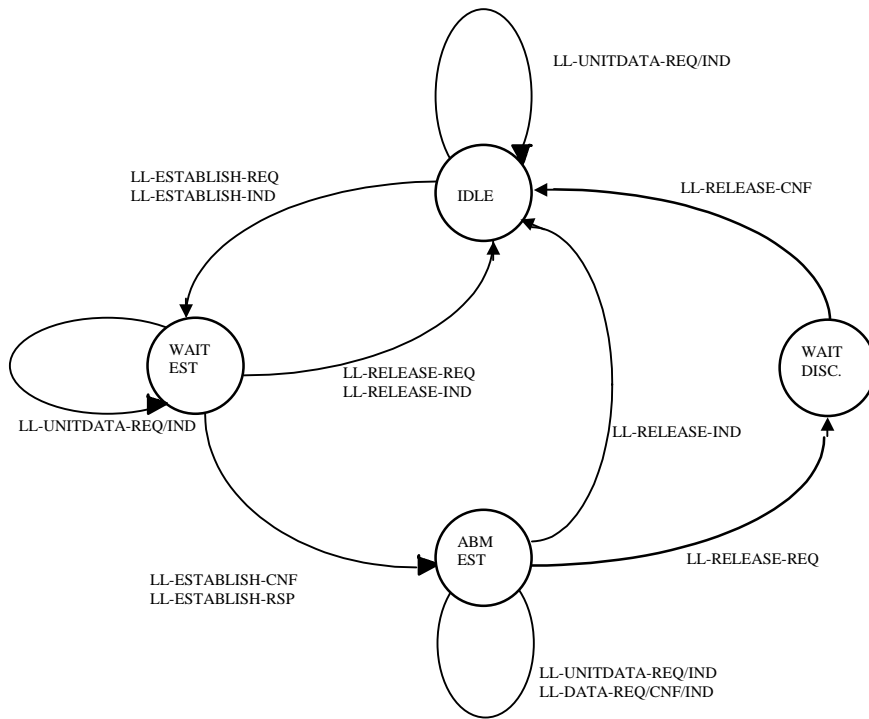 LL-UNITDATA-REQ/IND
LL-ESTABLISH-REQ
LL-ESTABLISH-IND
IDLE
LL-RELEASE-CNF
WAIT
EST
WAIT
DISC.
LL-RELEASE-REQ
LL-RELEASE-IND
LL-UNITDATA-REQ/IND
LL-RELEASE-IND
ABM
EST
LL-RELEASE-REQ
LL-ESTABLISH-CNF
LL-ESTABLISH-RSP
LL-UNITDATA-REQ/IND
LL-DATA-REQ/CNF/IND